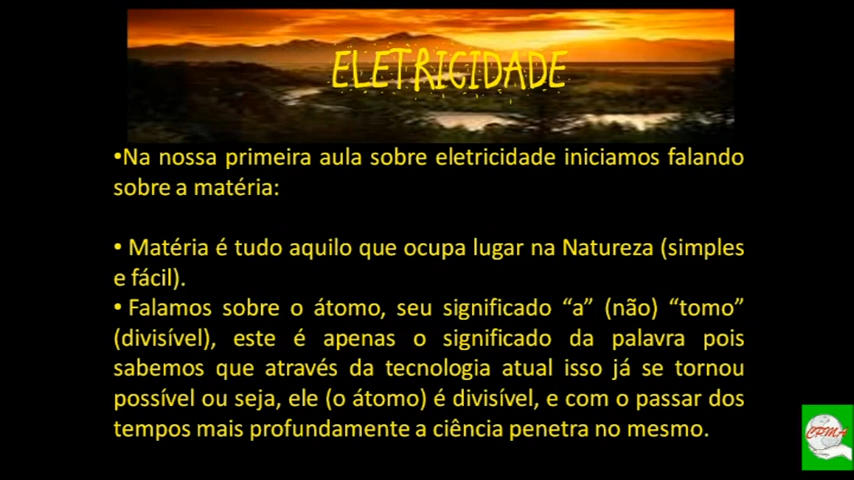 ELETRICIDADE
•Na nossa primeira aula sobre eletricidade iniciamos falando
sobre a matéria:
• Matéria é tudo aquilo que ocupa lugar na Natureza (simples
e fácil).
• Falamos sobre o átomo, seu significado “a” (não) “tomo”
(divisível), este é apenas o significado da palavra pois
sabemos que através da tecnologia atual isso já se tornou
possível ou seja, ele (o átomo) é divisível, e com o passar dos
tempos mais profundamente a ciência penetra no mesmo.
CPMA